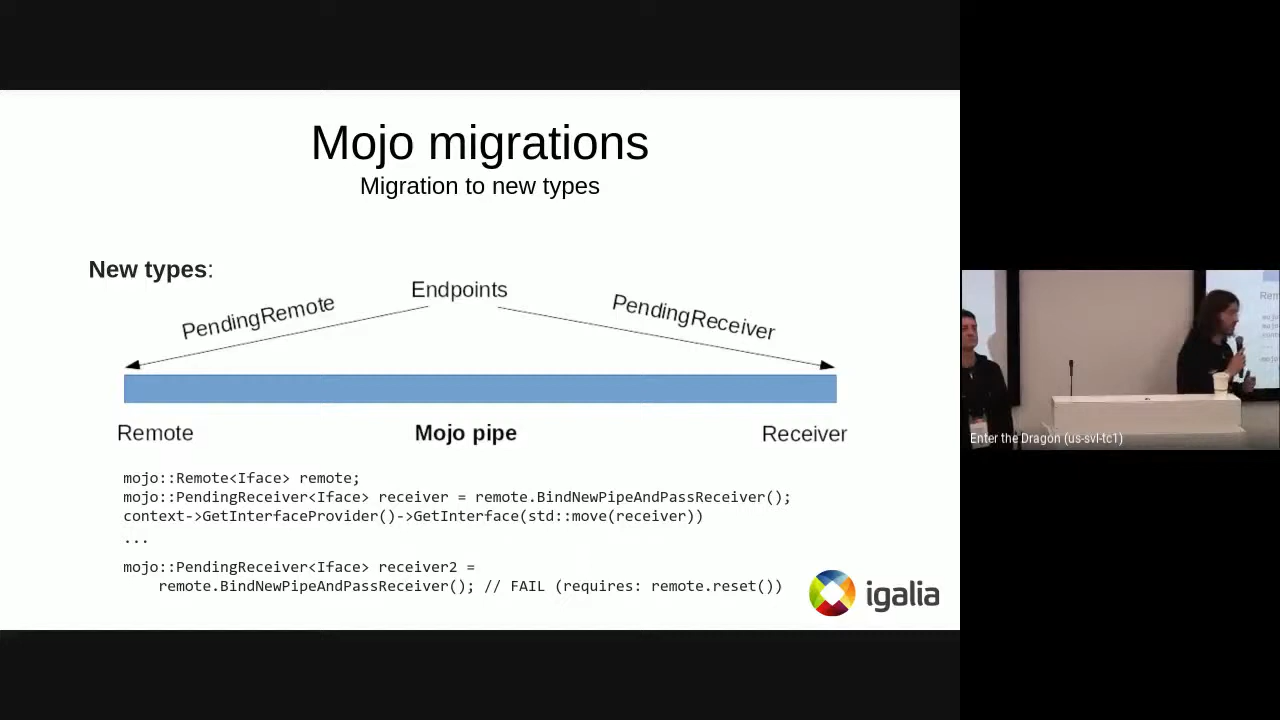 Mojo migrations
Migration to new types
New types:
Endpoints
PendingRemote
PendingReceiver
Remote
Mojo pipe
Receiver
mojo::Remote<Iface> remote;
mojo::PendingReceiver<Iface> receiver = remote.BindNewPipeAndPassReceiver();
context->GetInterfaceProvider()->GetInterface(std::move(receiver))
...
mojo::PendingReceiver<Iface> receiver2 =
remote.BindNewPipeAndPassReceiver(); // FAIL (requires: remote.reset())
igalia
Enter the Dragon (us-svl-tc1)